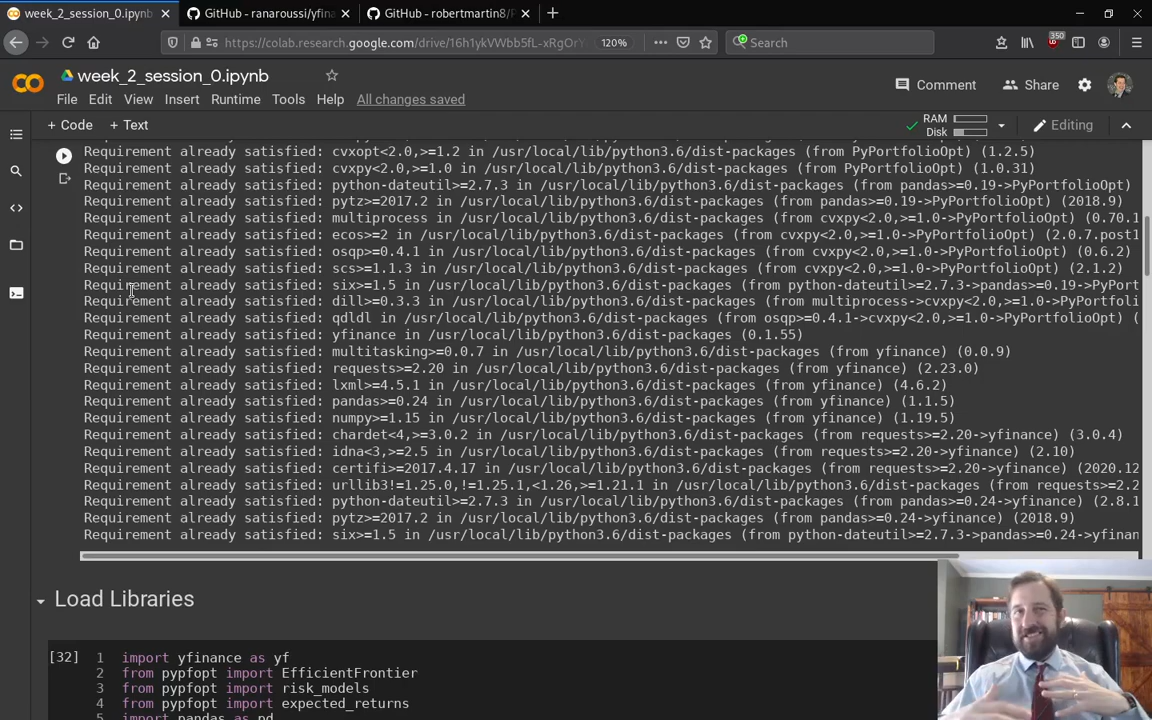 week_2_session_0.ipynb
GitHub - ranaroussi/yfina
GitHub - robertmartin8/P
https://colab.research.google.com/drive/16h1ykVWbb5fL-xRgOrY
120%
Search
350
week_2_session_0.ipynb
Comment
Share
File Edit View Insert Runtime Tools Help All changes saved
+ Code + Text
RAM
Disk
Editing
Requirement already satisfied: cvxopt<2.0,>=1.2 in /usr/local/lib/python3.6/dist-packages (from PyPortfolioOpt) (1.2.5)
Requirement already satisfied: cvxpy<2.0,>=1.0 in /usr/local/lib/python3.6/dist-packages (from PyPortfolioOpt) (1.0.31)
Requirement already satisfied: python-dateutil>=2.7.3 in /usr/local/lib/python3.6/dist-packages (from pandas>=0.19->PyPortfolioOpt)
Requirement already satisfied: pytz>=2017.2 in /usr/local/lib/python3.6/dist-packages (from pandas>=0.19->PyPortfolioOpt) (2018.9)
Requirement already satisfied: multiprocess in /usr/local/lib/python3.6/dist-packages (from cvxpy<2.0,>=1.0->PyPortfolioOpt) (0.70.1
Requirement already satisfied: ecos>=2 in /usr/local/lib/python3.6/dist-packages (from cvxpy<2.0,>=1.0->PyPortfolioOpt) (2.0.7.post1
Requirement already satisfied: osqp>=0.4.1 in /usr/local/lib/python3.6/dist-packages (from cvxpy<2.0,>=1.0->PyPortfolioOpt) (0.6.2)
Requirement already satisfied: scs>=1.1.3 in /usr/local/lib/python3.6/dist-packages (from cvxpy<2.0,>=1.0->PyPortfolioOpt) (2.1.2)
Requirement already satisfied: six>=1.5 in /usr/local/lib/python3.6/dist-packages (from python-dateutil>=2.7.3->pandas>=0.19->PyPort
Requirement already satisfied: dill>=0.3.3 in /usr/local/lib/python3.6/dist-packages (from multiprocess->cvxpy<2.0,>=1.0->PyPortfoli
Requirement already satisfied: qdldl in /usr/local/lib/python3.6/dist-packages (from osqp>=0.4.1->cvxpy<2.0,>=1.0->PyPortfolioOpt) (
Requirement already satisfied: yfinance in /usr/local/lib/python3.6/dist-packages (0.1.55)
Requirement already satisfied: multitasking>=0.0.7 in /usr/local/lib/python3.6/dist-packages (from yfinance) (0.0.9)
Requirement already satisfied: requests>=2.20 in /usr/local/lib/python3.6/dist-packages (from yfinance) (2.23.0)
Requirement already satisfied: lxml>=4.5.1 in /usr/local/lib/python3.6/dist-packages (from yfinance) (4.6.2)
Requirement already satisfied: pandas>=0.24 in /usr/local/lib/python3.6/dist-packages (from yfinance) (1.1.5)
Requirement already satisfied: numpy>=1.15 in /usr/local/lib/python3.6/dist-packages (from yfinance) (1.19.5)
Requirement already satisfied: chardet<4,>=3.0.2 in /usr/local/lib/python3.6/dist-packages (from requests>=2.20->yfinance) (3.0.4)
Requirement already satisfied: idna<3,>=2.5 in /usr/local/lib/python3.6/dist-packages (from requests>=2.20->yfinance) (2.10)
Requirement already satisfied: certifi>=2017.4.17 in /usr/local/lib/python3.6/dist-packages (from requests>=2.20->yfinance) (2020.12
Requirement already satisfied: urllib3!=1.25.0,!=1.25.1,<1.26,>=1.21.1 in /usr/local/lib/python3.6/dist-packages (from requests>=2.2
Requirement already satisfied: python-dateutil>=2.7.3 in /usr/local/lib/python3.6/dist-packages (from pandas>=0.24->yfinance) (2.8.1
Requirement already satisfied: pytz>=2017.2 in /usr/local/lib/python3.6/dist-packages (from pandas>=0.24->yfinance) (2018.9)
Requirement already satisfied: six>=1.5 in /usr/local/lib/python3.6/dist-packages (from python-dateutil>=2.7.3->pandas>=0.24->yfinan
Load Libraries
[32] 1 import yfinance as yf
2 from pypfopt import EfficientFrontier
3 from pypfopt import risk_models
4 from pypfopt import expected_returns
5 import pandas as pd